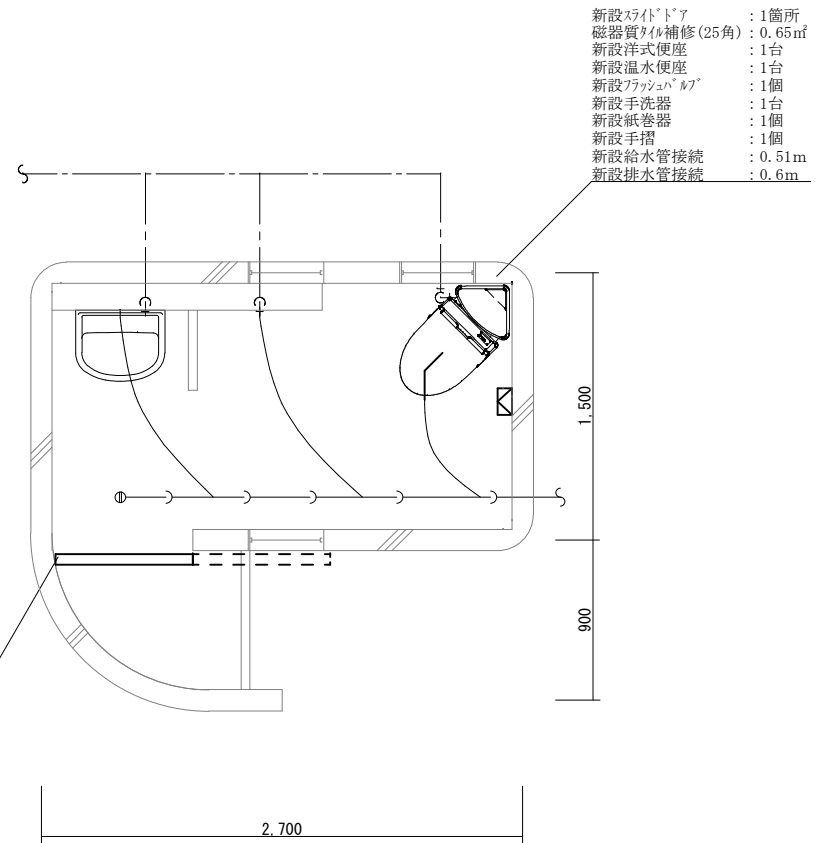 新設ｽﾗｲﾄﾞﾄﾞｱ : 1箇所
磁器質ﾀｲﾙ補修(25角) : 0.65㎡
新設洋式便座 : 1台
新設温水便座 : 1台
新設ﾌﾗｯｼｭﾊﾞﾙﾌﾞ : 1個
新設手洗器 : 1台
新設紙巻器 : 1個
新設手摺 : 1個
新設給水管接続 : 0.51m
新設排水管接続 : 0.6m
1,500
900
2,700